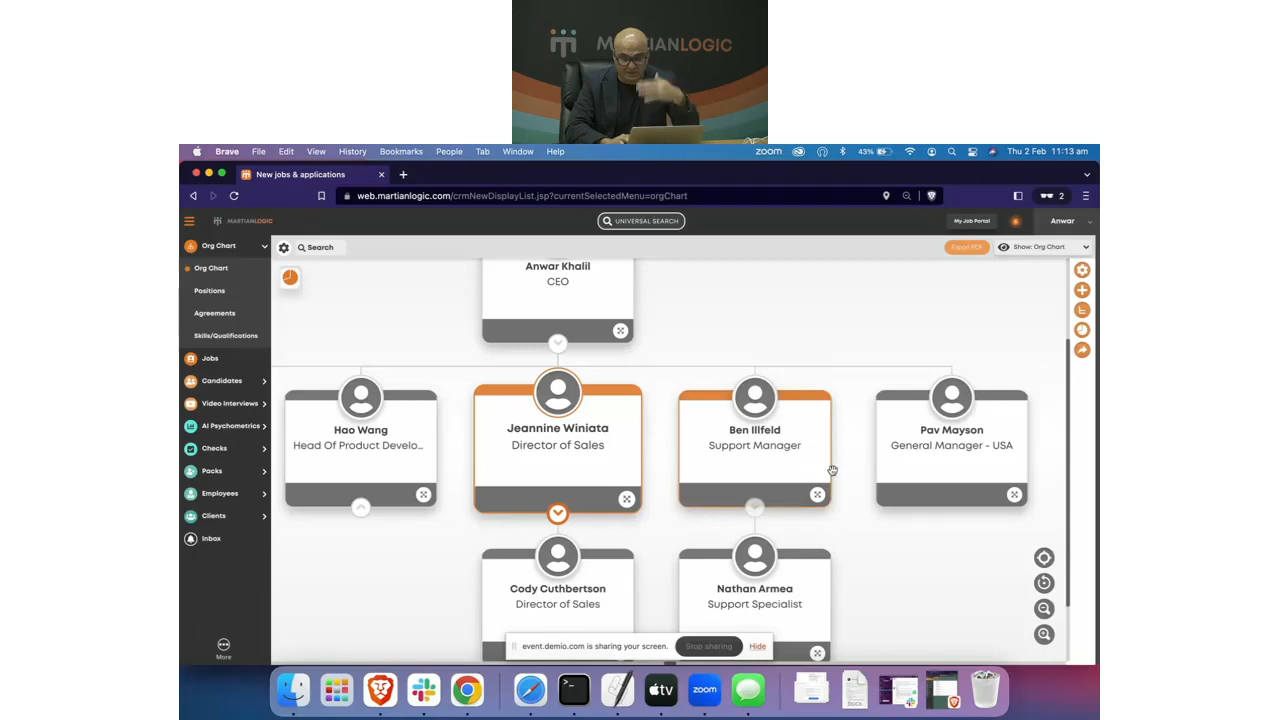 MARTIANLOGIC
Brave File Edit View History Bookmarks People Tab Window Help
zoom 43% Thu 2 Feb 11:13 am
New jobs & applications
web.martianlogic.com/crmNewDisplayList.jsp?currentSelectedMenu=orgChart
2
MARTIANLOGIC
UNIVERSAL SEARCH
My Job Portal
Anwar
Org Chart
Search
Export PDF
Show: Org Chart
Org Chart
Positions
Agreements
Skills/Qualifications
Jobs
Candidates
Video Interviews
AI Psychometrics
Checks
Packs
Employees
Clients
Inbox
More
Anwar Khalil
CEO
Hao Wang
Head Of Product Develo...
Jeannine Winiata
Director of Sales
Ben Illfeld
Support Manager
Pav Mayson
General Manager - USA
Cody Cuthbertson
Director of Sales
Nathan Armea
Support Specialist
event.demio.com is sharing your screen. Stop sharing Hide
tv
zoom
DOCX